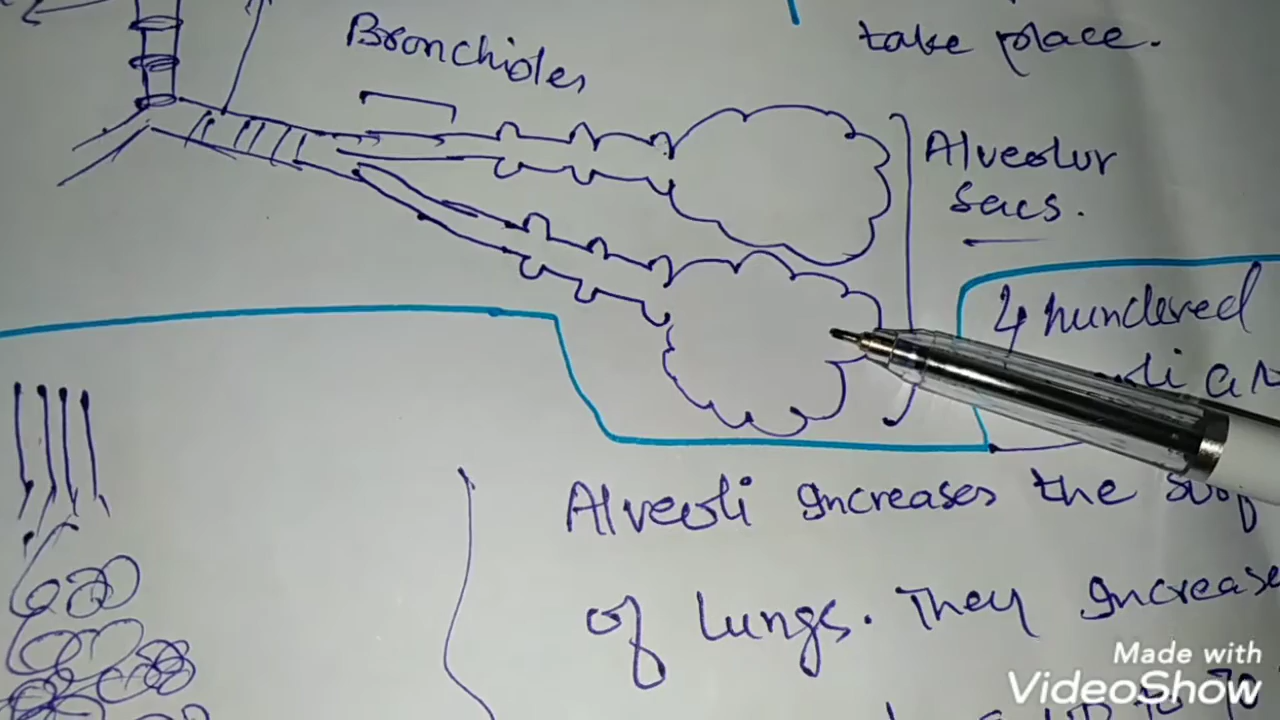 take place.
Bronchioles
Alveolur
Sacs.
4 hundered
Alveoli increases the
of lungs. They increase
Made with
VideoShow